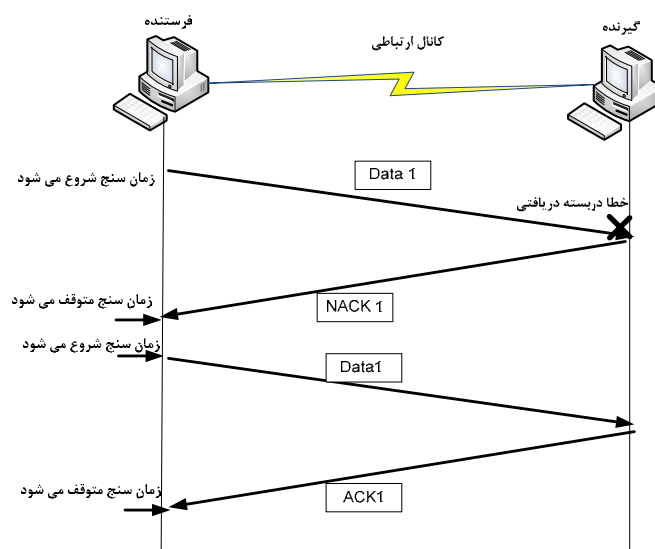 فرستنده
گیرنده
کانال ارتباطی
زمان سنج شروع می شود
Data 1
خطا دربسته دریافتی
زمان سنج متوقف می شود
NACK 1
زمان سنج شروع می شود
Data1
زمان سنج متوقف می شود
ACK1